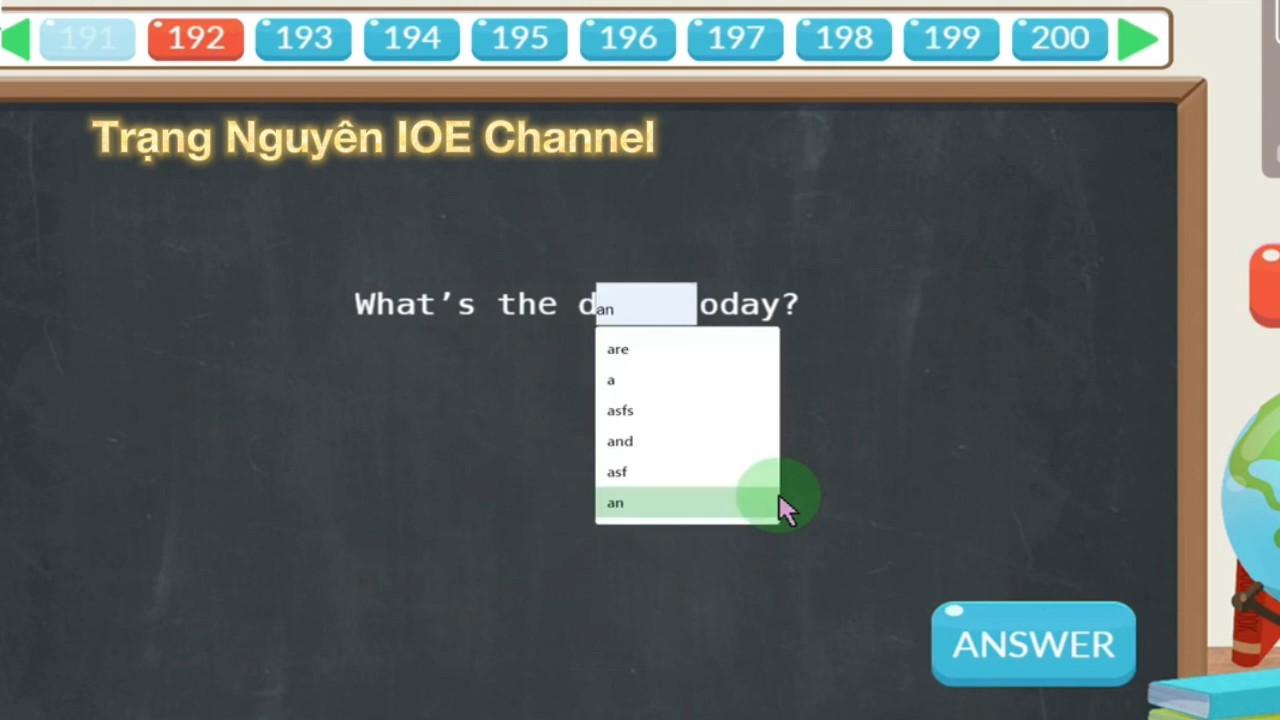 191 192 193 194 195 196 197 198 199 200
Trạng Nguyên IOE Channel
What's the d an oday?
are
a
asfs
and
asf
an
ANSWER